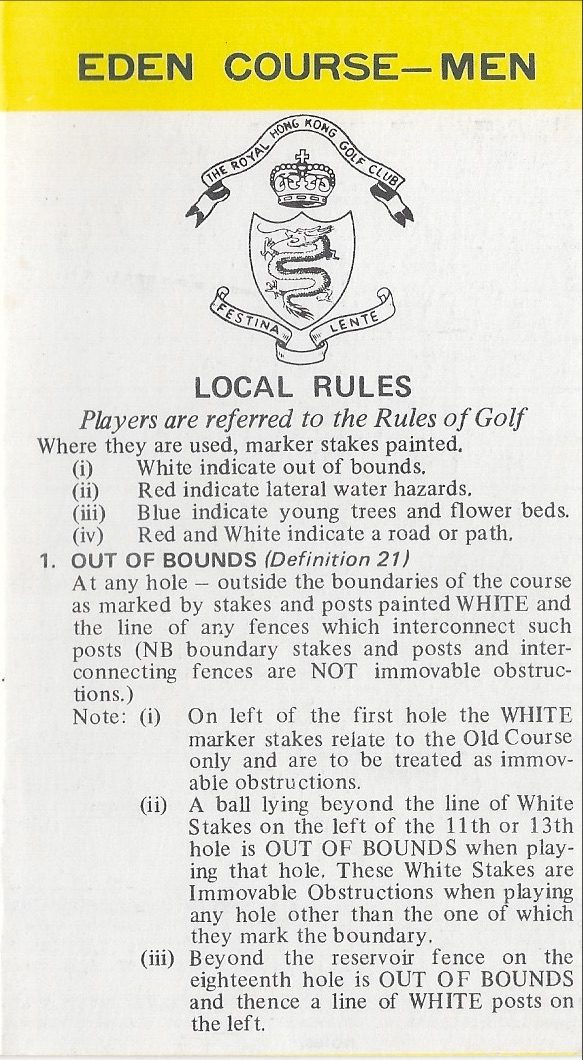 EDEN COURSE—MEN
THE ROYAL HONG KONG GOLF CLUB
FESTINA LENTE
LOCAL RULES
Players are referred to the Rules of Golf
Where they are used, marker stakes painted.
(i) White indicate out of bounds.
(ii) Red indicate lateral water hazards.
(iii) Blue indicate young trees and flower beds.
(iv) Red and White indicate a road or path.
1. OUT OF BOUNDS (Definition 21)
At any hole – outside the boundaries of the course
as marked by stakes and posts painted WHITE and
the line of any fences which interconnect such
posts (NB boundary stakes and posts and inter-
connecting fences are NOT immovable obstruc-
tions.)
Note: (i) On left of the first hole the WHITE
marker stakes relate to the Old Course
only and are to be treated as immov-
able obstructions.
(ii) A ball lying beyond the line of White
Stakes on the left of the 11th or 13th
hole is OUT OF BOUNDS when play-
ing that hole. These White Stakes are
Immovable Obstructions when playing
any hole other than the one of which
they mark the boundary.
(iii) Beyond the reservoir fence on the
eighteenth hole is OUT OF BOUNDS
and thence a line of WHITE posts on
the left.